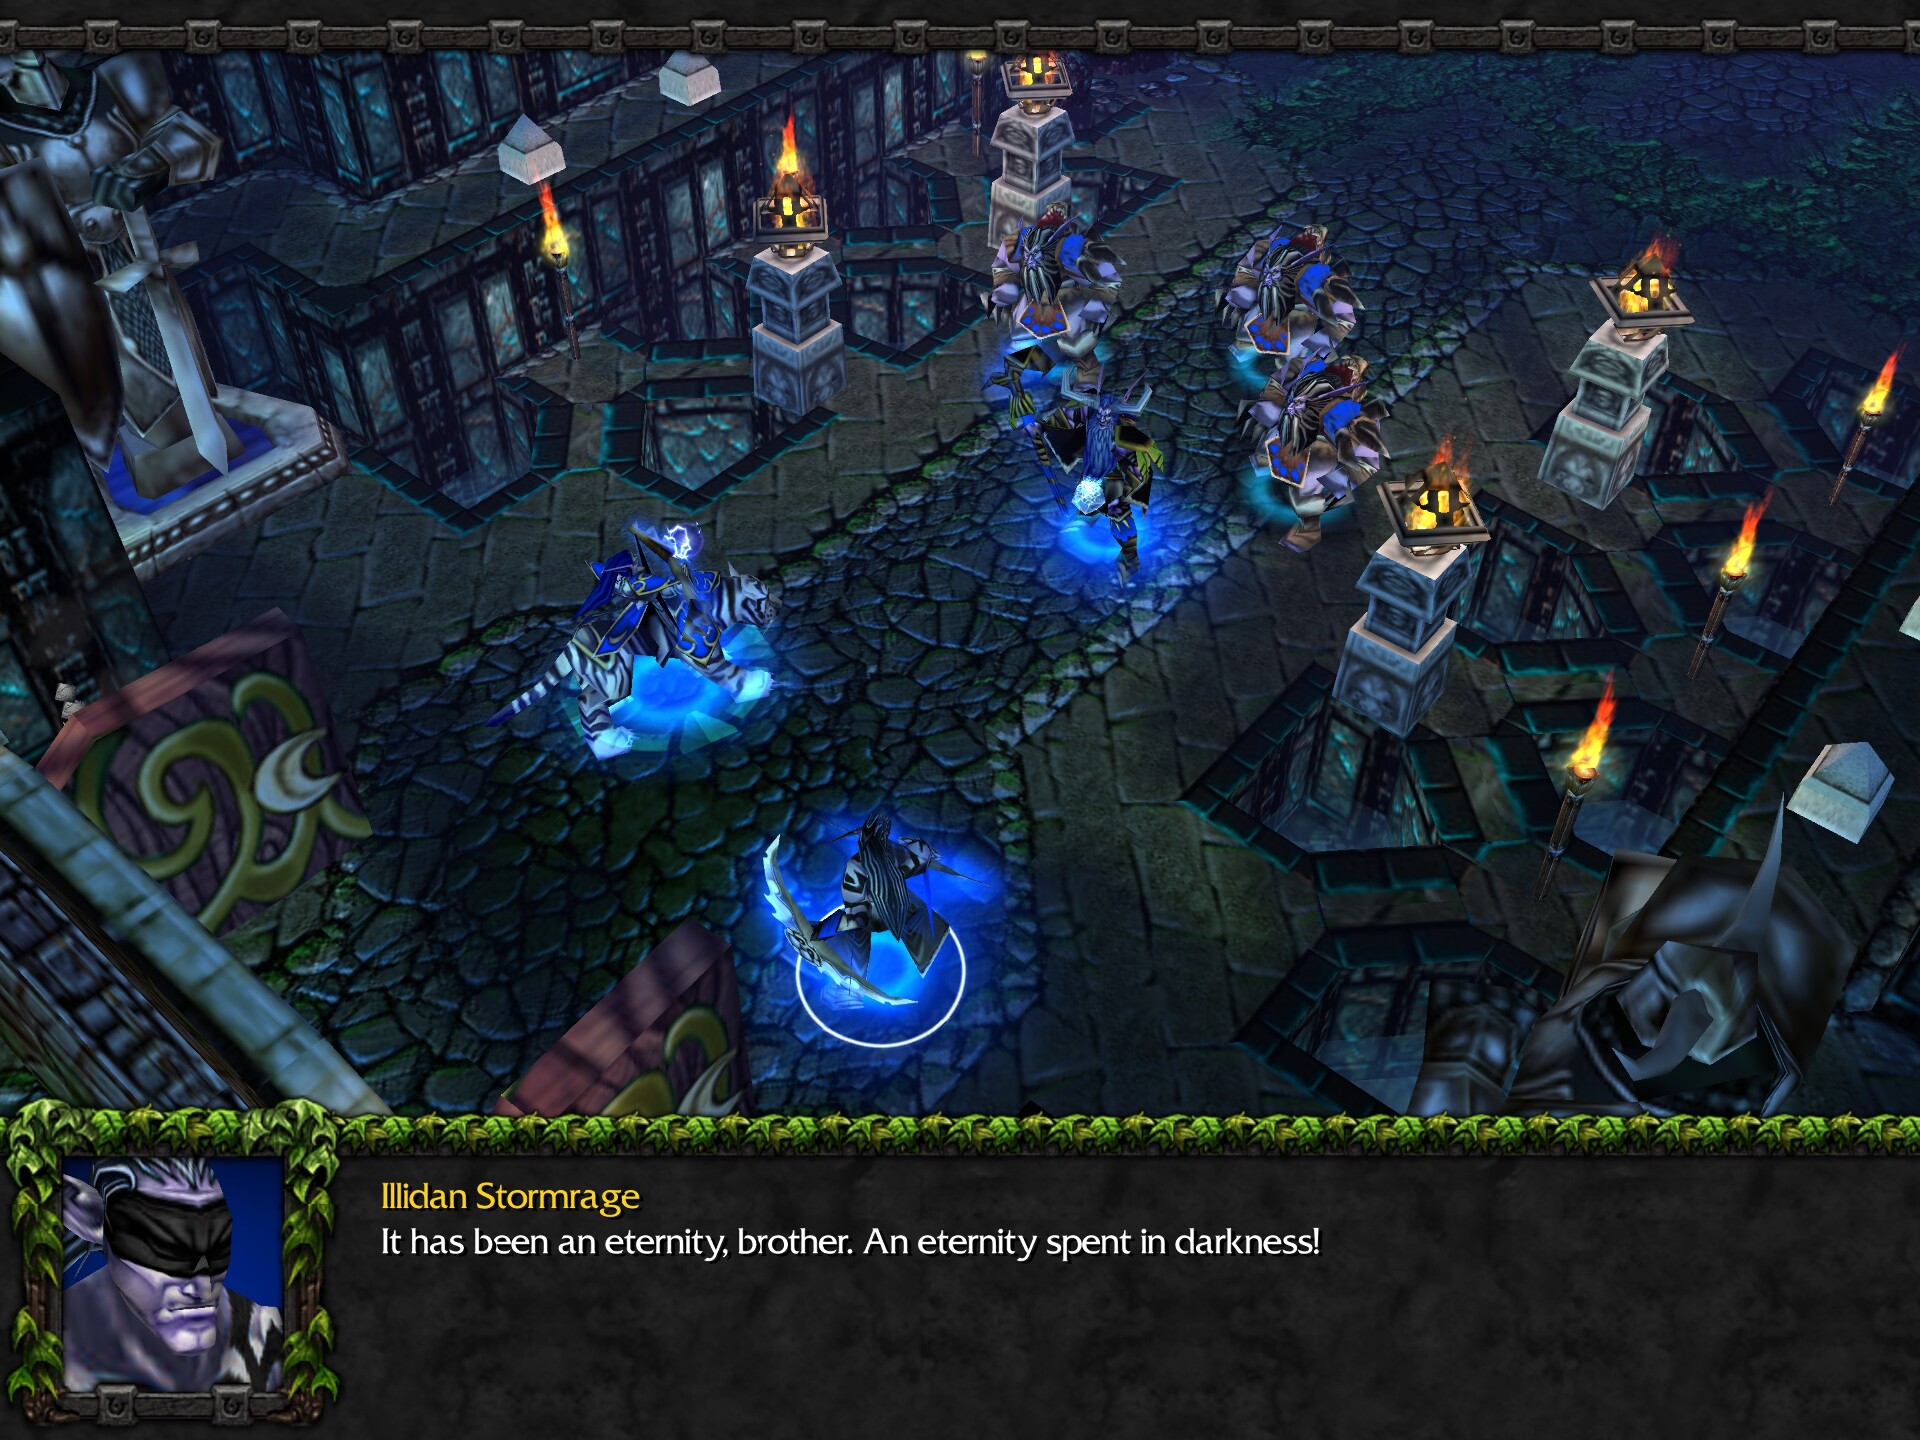 Illidan Stormrage
It has been an eternity, brother. An eternity spent in darkness!